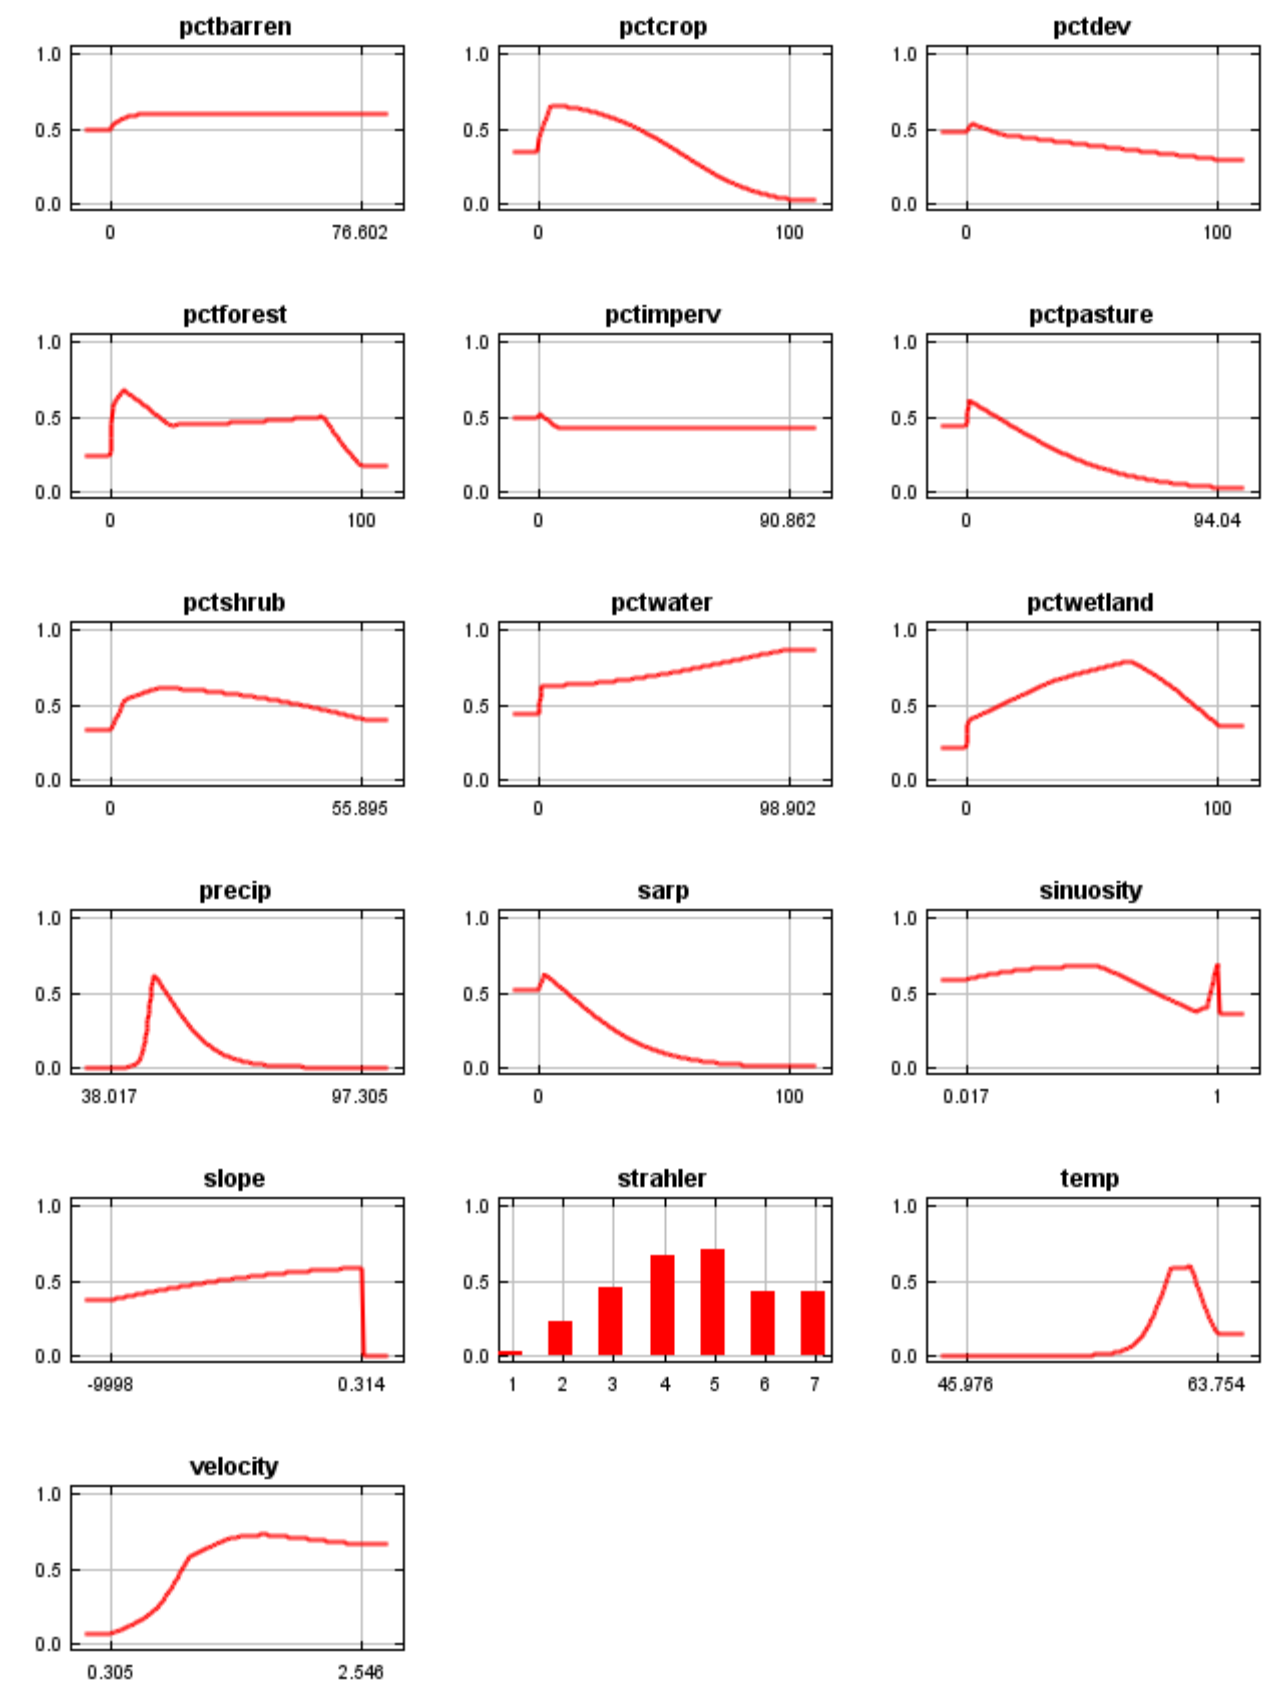 pctbarren pctcrop pctdev
1.0 1.0 1.0
0.5 0.5 0.5
0.0 0.0 0.0
0 76.602 0 100 0 100
pctforest pctimperv pctpasture
1.0 1.0 1.0
0.5 0.5 0.5
0.0 0.0 0.0
0 100 0 90.862 0 94.04
pctshrub pctwater pctwetland
1.0 1.0 1.0
0.5 0.5 0.5
0.0 0.0 0.0
0 55.895 0 98.902 0 100
precip sarp sinuosity
1.0 1.0 1.0
0.5 0.5 0.5
0.0 0.0 0.0
38.017 97.305 0 100 0.017 1
slope strahler temp
1.0 1.0 1.0
0.5 0.5 0.5
0.0 0.0 0.0
-9998 0.314 1 2 3 4 5 6 7 45.976 63.754
velocity
1.0
0.5
0.0
0.305 2.546